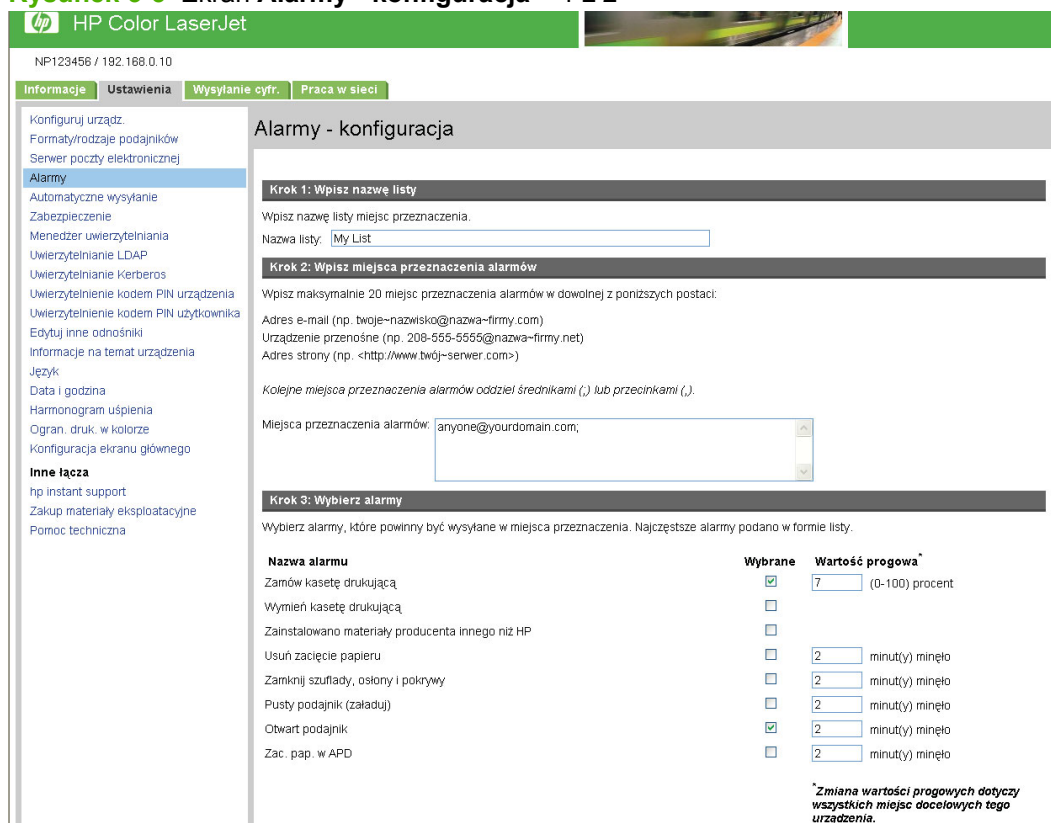 Ekran Alarmy - konfiguracja
hp HP Color LaserJet
NP123456 / 192.168.0.10
Informacje Ustawienia Wysyłanie cyfr. Praca w sieci
Konfiguruj urządz.
Formaty/rodzaje podajników
Serwer poczty elektronicznej
Alarmy
Automatyczne wysyłanie
Zabezpieczenie
Menedżer uwierzytelniania
Uwierzytelnianie LDAP
Uwierzytelnianie Kerberos
Uwierzytelnienie kodem PIN urządzenia
Uwierzytelnienie kodem PIN użytkownika
Edytuj inne odnośniki
Informacje na temat urządzenia
Język
Data i godzina
Harmonogram uśpienia
Ogran. druk. w kolorze
Konfiguracja ekranu głównego
Inne łącza
hp instant support
Zakup materiały eksploatacyjne
Pomoc techniczna
Alarmy - konfiguracja
Krok 1: Wpisz nazwę listy
Wpisz nazwę listy miejsc przeznaczenia.
Nazwa listy: My List
Krok 2: Wpisz miejsca przeznaczenia alarmów
Wpisz maksymalnie 20 miejsc przeznaczenia alarmów w dowolnej z poniższych postaci:
Adres e-mail (np. twoje~nazwisko@nazwa~firmy.com)
Urządzenie przenośne (np. 208-555-5555@nazwa~firmy.net)
Adres strony (np. <http://www.twój~serwer.com>)
Kolejne miejsca przeznaczenia alarmów oddziel średnikami (;) lub przecinkami (,).
Miejsca przeznaczenia alarmów: anyone@yourdomain.com;
Krok 3: Wybierz alarmy
Wybierz alarmy, które powinny być wysyłane w miejsca przeznaczenia. Najczęstsze alarmy podano w formie listy.
Nazwa alarmu Wybrane Wartość progowa*
Zamów kasetę drukującą 7 (0-100) procent
Wymień kasetę drukującą
Zainstalowano materiały producenta innego niż HP
Usuń zacięcie papieru 2 minut(y) minęło
Zamknij szuflady, osłony i pokrywy 2 minut(y) minęło
Pusty podajnik (załaduj) 2 minut(y) minęło
Otwart podajnik 2 minut(y) minęło
Zac. pap. w APD 2 minut(y) minęło
*Zmiana wartości progowych dotyczy
wszystkich miejsc docelowych tego
urządzenia.